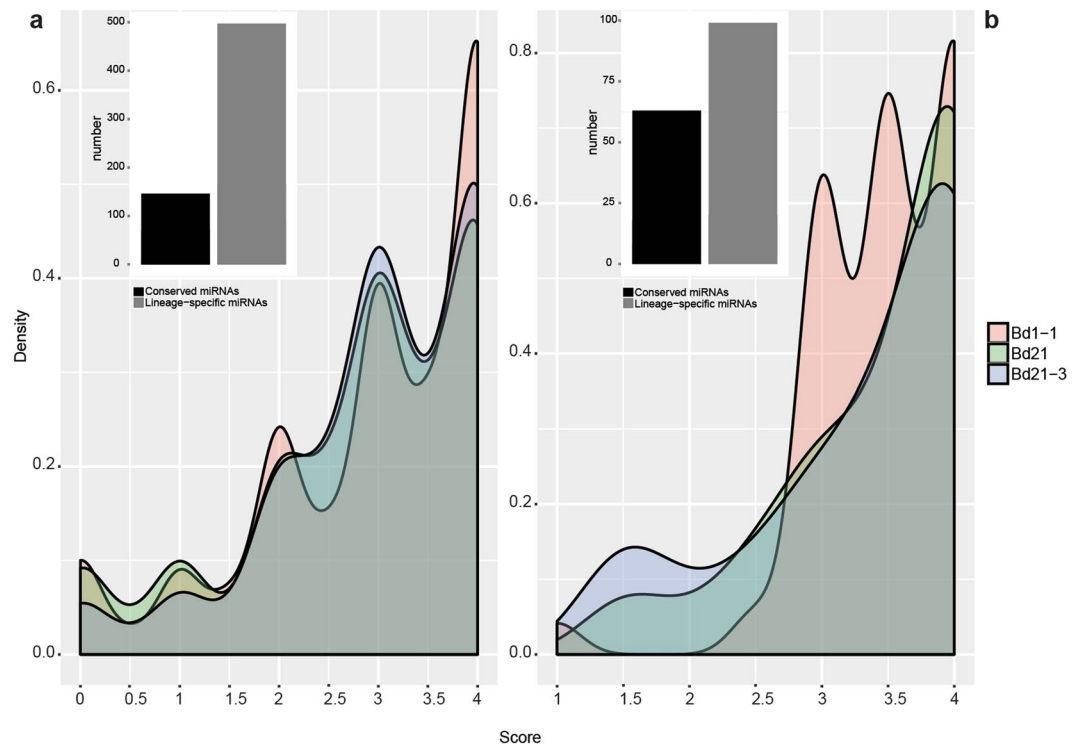 a
b
500
400
300
200
100
0
number
Conserved miRNAs
Lineage-specific miRNAs
100
75
50
25
0
number
Conserved miRNAs
Lineage-specific miRNAs
0.6
0.4
0.2
0.0
Density
0 0.5 1 1.5 2 2.5 3 3.5 4
0.8
0.6
0.4
0.2
0.0
1 1.5 2 2.5 3 3.5 4
Score
Bd1-1
Bd21
Bd21-3